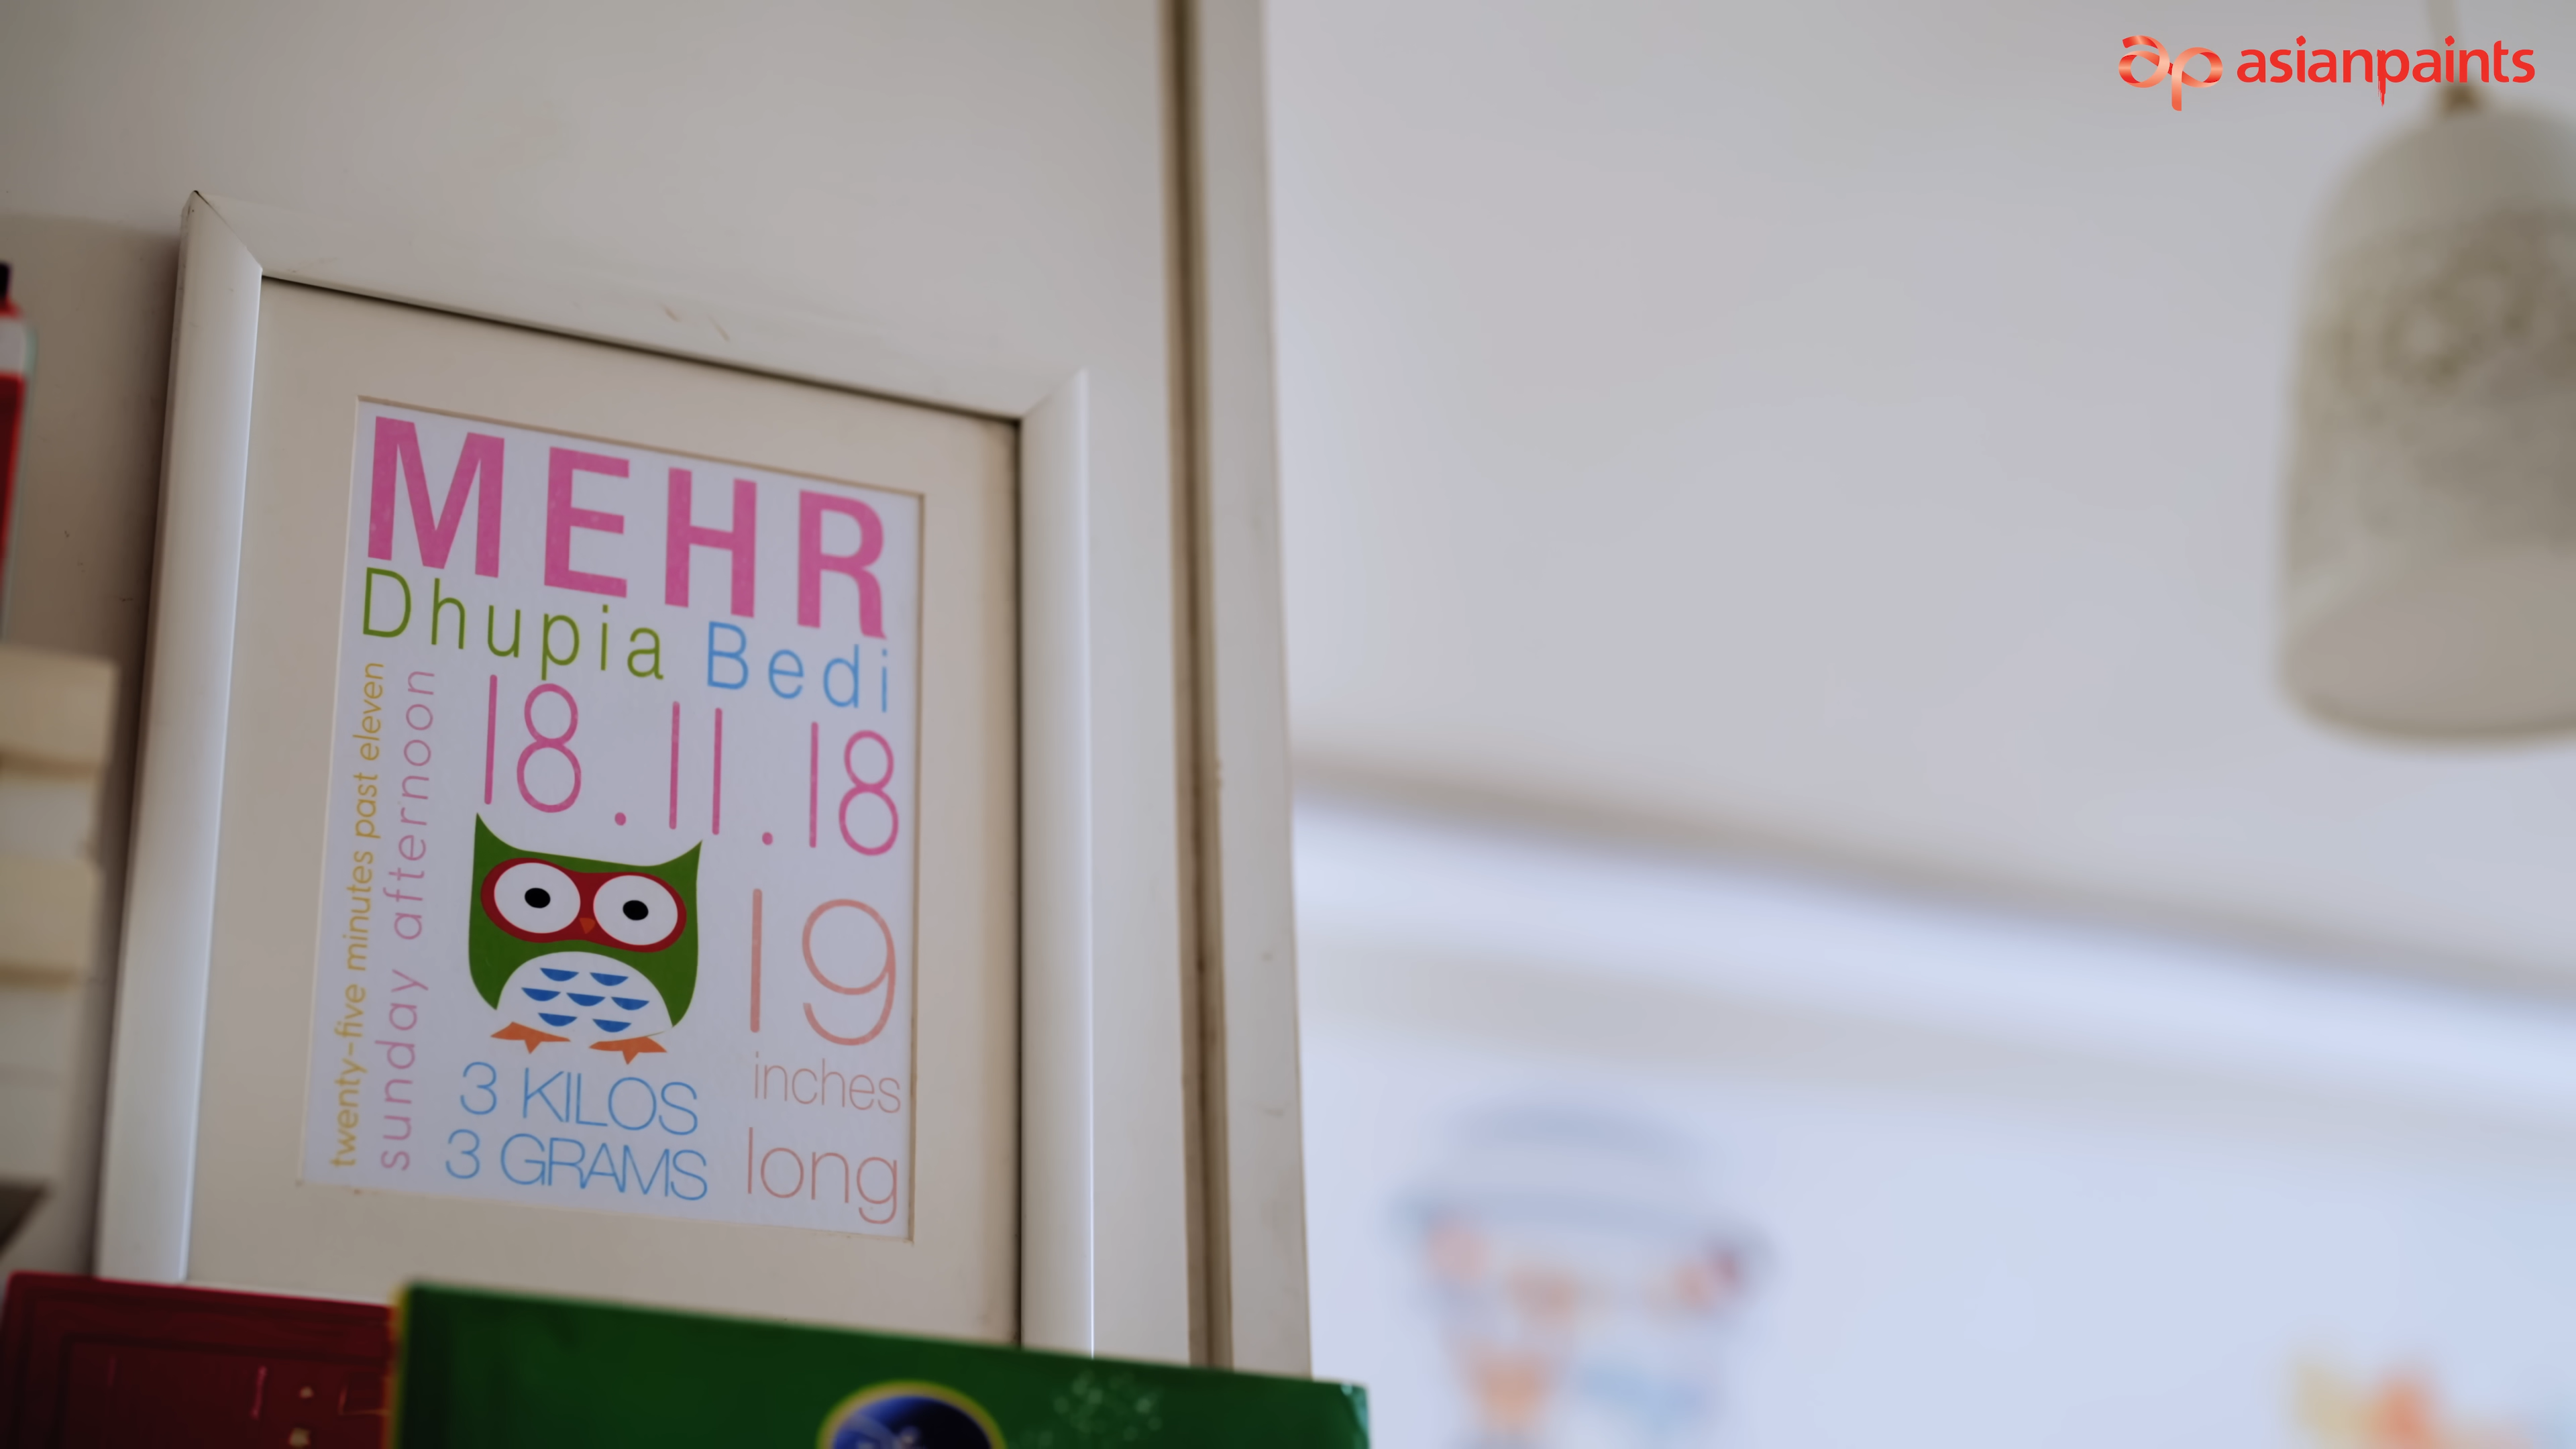 asianpaints
MEHR
Dhupia Bedi
18.11.18
twenty-five minutes past eleven
sunday afternoon
19
inches
long
3 KILOS
3 GRAMS